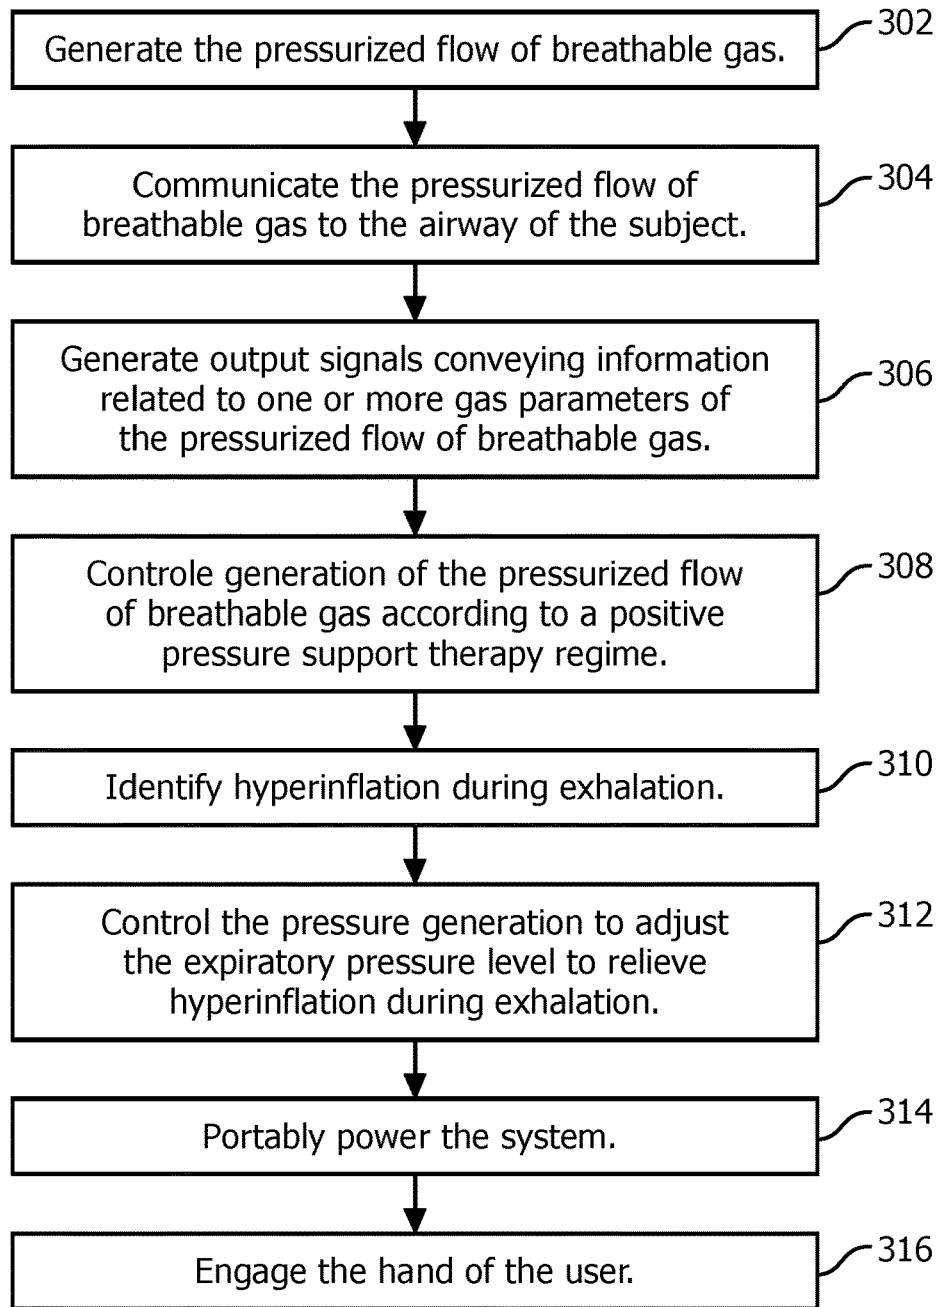 Generate the pressurized flow of breathable gas.
302
Communicate the pressurized flow of
breathable gas to the airway of the subject.
304
Generate output signals conveying information
related to one or more gas parameters of
the pressurized flow of breathable gas.
306
Controle generation of the pressurized flow
of breathable gas according to a positive
pressure support therapy regime.
308
Identify hyperinflation during exhalation.
310
Control the pressure generation to adjust
the expiratory pressure level to relieve
hyperinflation during exhalation.
312
Portably power the system.
314
Engage the hand of the user.
316